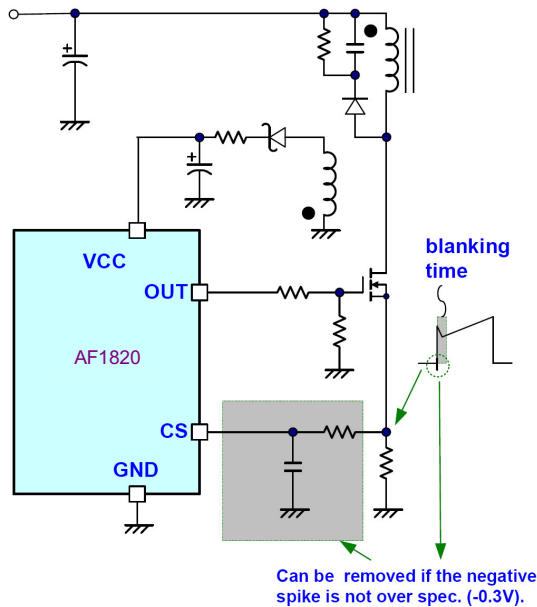 blanking
time
VCC
OUT
AF1820
CS
GND
Can be  removed if the negative
spike is not over spec. (-0.3V).